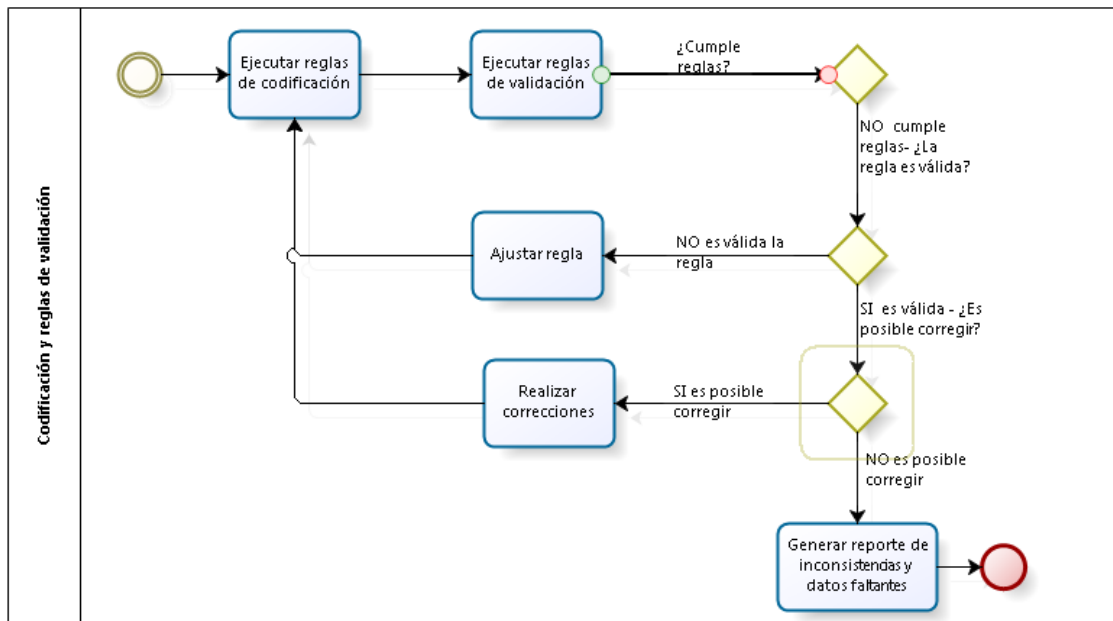 Codificación y reglas de validación
Ejecutar reglas
de codificación
Ejecutar reglas
de validación
¿Cumple
reglas?
NO cumple
reglas- ¿La
regla es válida?
Ajustar regla
NO es válida la
regla
SI es válida - ¿Es
posible corregir?
Realizar
correcciones
SI es posible
corregir
NO es posible
corregir
Generar reporte de
inconsistencias y
datos faltantes